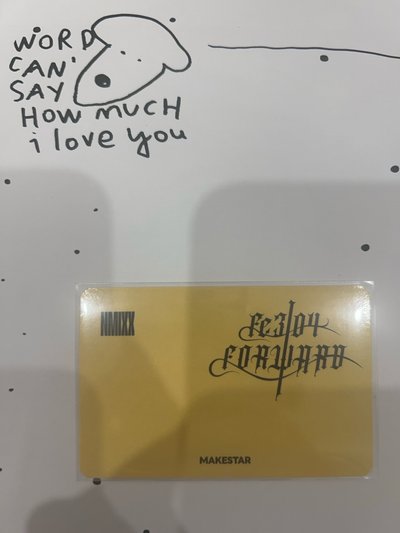 WORD
CAN'
SAY
HOW MUCH
i love you
NMIXX
Fe3O4
FORWARD
MAKESTAR